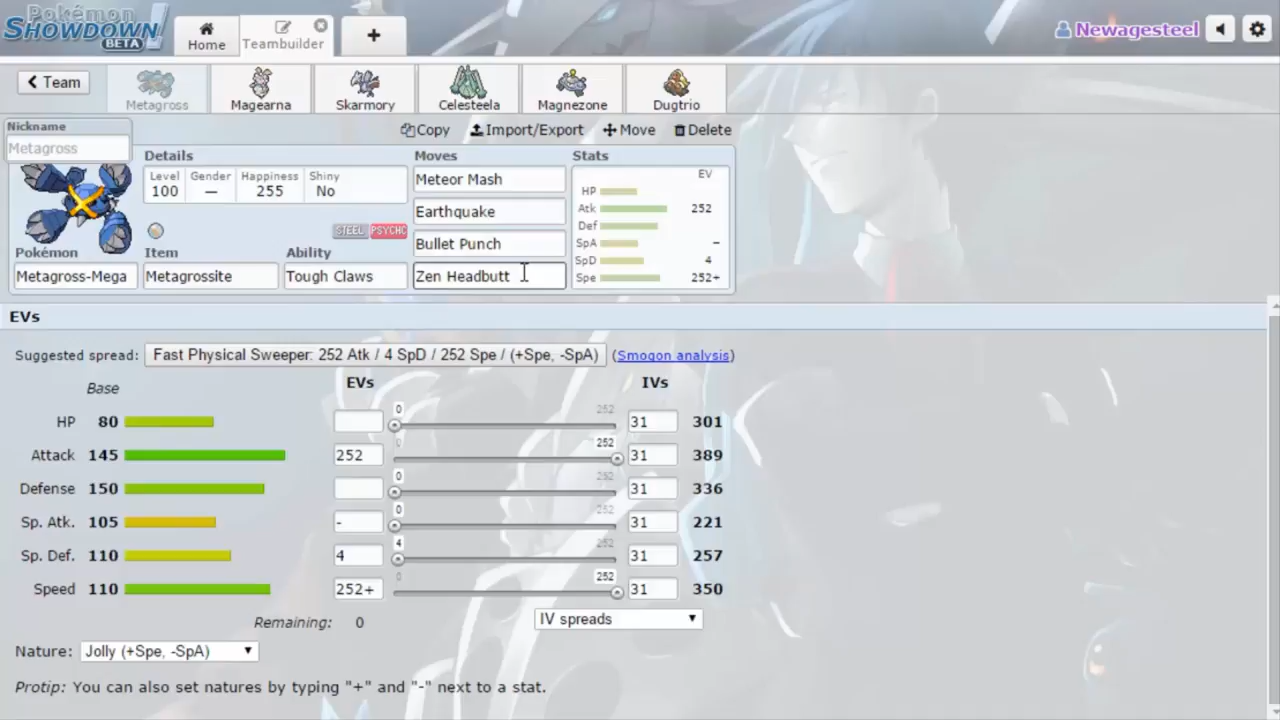 Pokémon
SHOWDOWN!
BETA
Home
Teambuilder
+
Newagesteel
< Team
Metagross
Magearna
Skarmory
Celesteela
Magnezone
Dugtrio
Copy
Import/Export
Move
Delete
Nickname
Metagross
Details
Level
Gender
Happiness
Shiny
100
—
255
No
STEEL
PSYCHC
Pokémon
Item
Ability
Metagross-Mega
Metagrossite
Tough Claws
Moves
Meteor Mash
Earthquake
Bullet Punch
Zen Headbutt
Stats
EV
HP
Atk 252
Def
SpA –
SpD 4
Spe 252+
EVs
Suggested spread: Fast Physical Sweeper: 252 Atk / 4 SpD / 252 Spe / (+Spe, -SpA) (Smogon analysis)
Base EVs IVs
HP 80 0 252 31 301
Attack 145 252 0 252 31 389
Defense 150 0 252 31 336
Sp. Atk. 105 - 0 252 31 221
Sp. Def. 110 4 4 252 31 257
Speed 110 252+ 0 252 31 350
Remaining: 0 IV spreads
Nature: Jolly (+Spe, -SpA)
Protip: You can also set natures by typing "+" and "-" next to a stat.